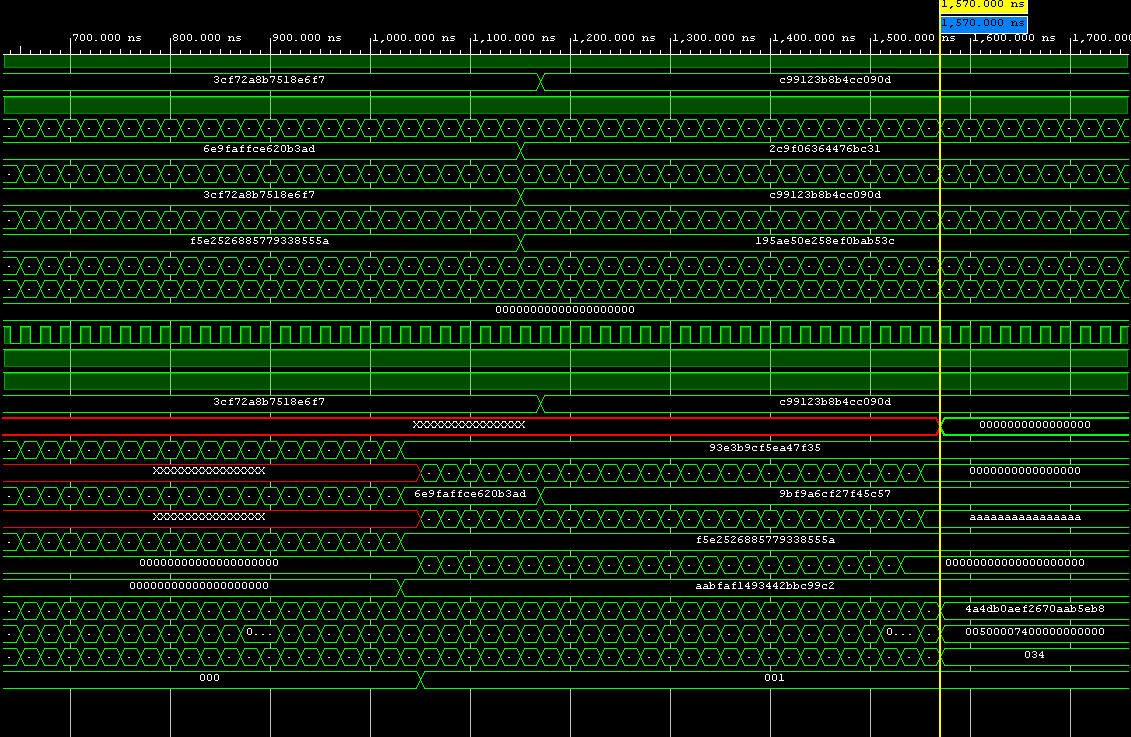 1,570.000 ns
1,570.000 ns
700.000 ns 800.000 ns 900.000 ns 1,000.000 ns 1,100.000 ns 1,200.000 ns 1,300.000 ns 1,400.000 ns 1,500.000 ns 1,600.000 ns 1,700.000
3cf72a8b7518e6f7 c99123b8b4cc090d
6e9faffce620b3ad 2c9f06364476bc31
3cf72a8b7518e6f7 c99123b8b4cc090d
f5e2526885779338555a 195ae50e258ef0bab53c
00000000000000000000
3cf72a8b7518e6f7 c99123b8b4cc090d
XXXXXXXXXXXXXXXX 0000000000000000
93e3b9cf5ea47f35
XXXXXXXXXXXXXXXX 0000000000000000
6e9faffce620b3ad 9bf9a6cf27f45c57
XXXXXXXXXXXXXXXX aaaaaaaaaaaaaaaa
f5e2526885779338555a
00000000000000000000 00000000000000000000
00000000000000000000 aabfaf1493442bbc99c2
4a4db0aef2670aab5eb8
0... 0... 00500007400000000000
034
000 001